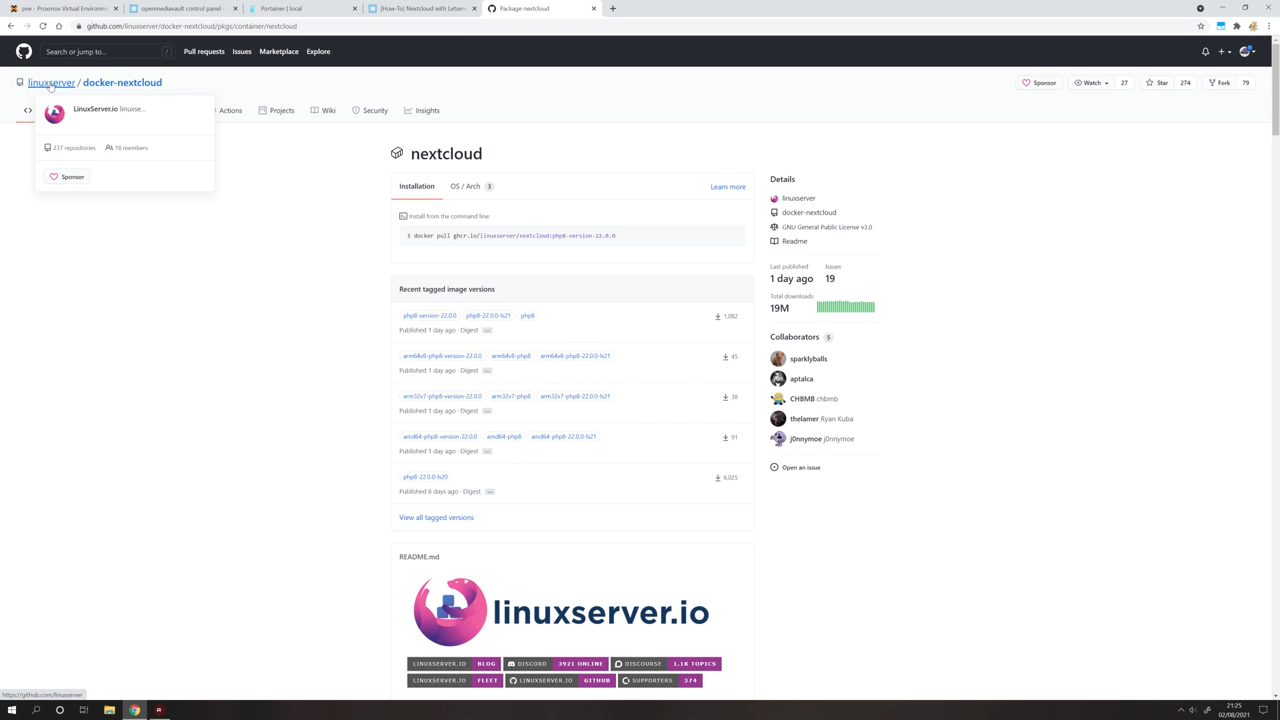 pve - Proxmox Virtual Environme
openmediavault control panel -
Portainer | local
[How-To] Nextcloud with Letsen
Package nextcloud
github.com/linuxserver/docker-nextcloud/pkgs/container/nextcloud
Search or jump to...
/
Pull requests
Issues
Marketplace
Explore
linuxserver / docker-nextcloud
Sponsor
Watch
27
Star
274
Fork
79
<>
Actions
Projects
Wiki
Security
Insights
LinuxServer.io linuxse...
237 repositories
18 members
Sponsor
nextcloud
Installation
OS / Arch 3
Learn more
Install from the command line:
$ docker pull ghcr.io/linuxserver/nextcloud:php8-version-22.0.0
Recent tagged image versions
php8-version-22.0.0 php8-22.0.0-ls21 php8
1,082
Published 1 day ago · Digest ...
arm64v8-php8-version-22.0.0 arm64v8-php8 arm64v8-php8-22.0.0-ls21
45
Published 1 day ago · Digest ...
arm32v7-php8-version-22.0.0 arm32v7-php8 arm32v7-php8-22.0.0-ls21
38
Published 1 day ago · Digest ...
amd64-php8-version-22.0.0 amd64-php8 amd64-php8-22.0.0-ls21
91
Published 1 day ago · Digest ...
php8-22.0.0-ls20
6,025
Published 8 days ago · Digest ...
View all tagged versions
README.md
linuxserver.io
LINUXSERVER.IO BLOG
DISCORD 3921 ONLINE
DISCOURSE 1.1K TOPICS
LINUXSERVER.IO FLEET
LINUXSERVER.IO GITHUB
SUPPORTERS 374
Details
linuxserver
docker-nextcloud
GNU General Public License v3.0
Readme
Last published
1 day ago
Issues
19
Total downloads
19M
Collaborators 5
sparklyballs
aptalca
CHBMB chbmb
thelamer Ryan Kuba
j0nnymoe j0nnymoe
Open an issue
https://github.com/linuxserver
21:25
02/08/2021